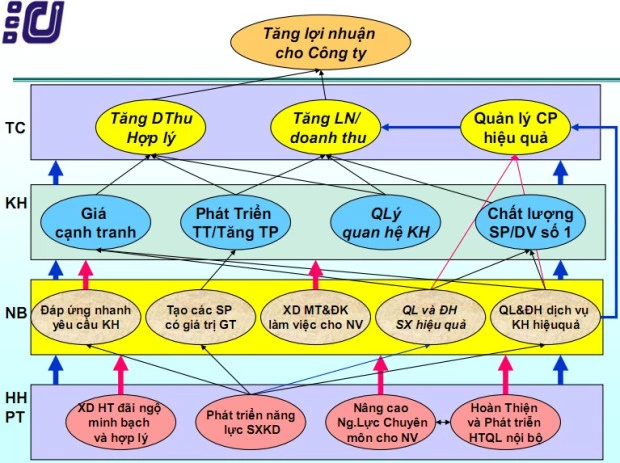 Tăng lợi nhuận
cho Công ty
TC
Tăng DThu
Hợp lý
Tăng LN/
doanh thu
Quản lý CP
hiệu quả
KH
Giá
cạnh tranh
Phát Triển
TT/Tăng TP
QLý
quan hệ KH
Chất lượng
SP/DV số 1
NB
Đáp ứng nhanh
yêu cầu KH
Tạo các SP
có giá trị GT
XD MT&ĐK
làm việc cho NV
QL và ĐH
SX hiệu quả
QL&ĐH dịch vụ
KH hiệuquả
HH
PT
XD HT đãi ngộ
minh bạch
và hợp lý
Phát triển năng
lực SXKD
Nâng cao
Ng.Lực Chuyên
môn cho NV
Hoàn Thiện
và Phát triển
HTQL nội bộ